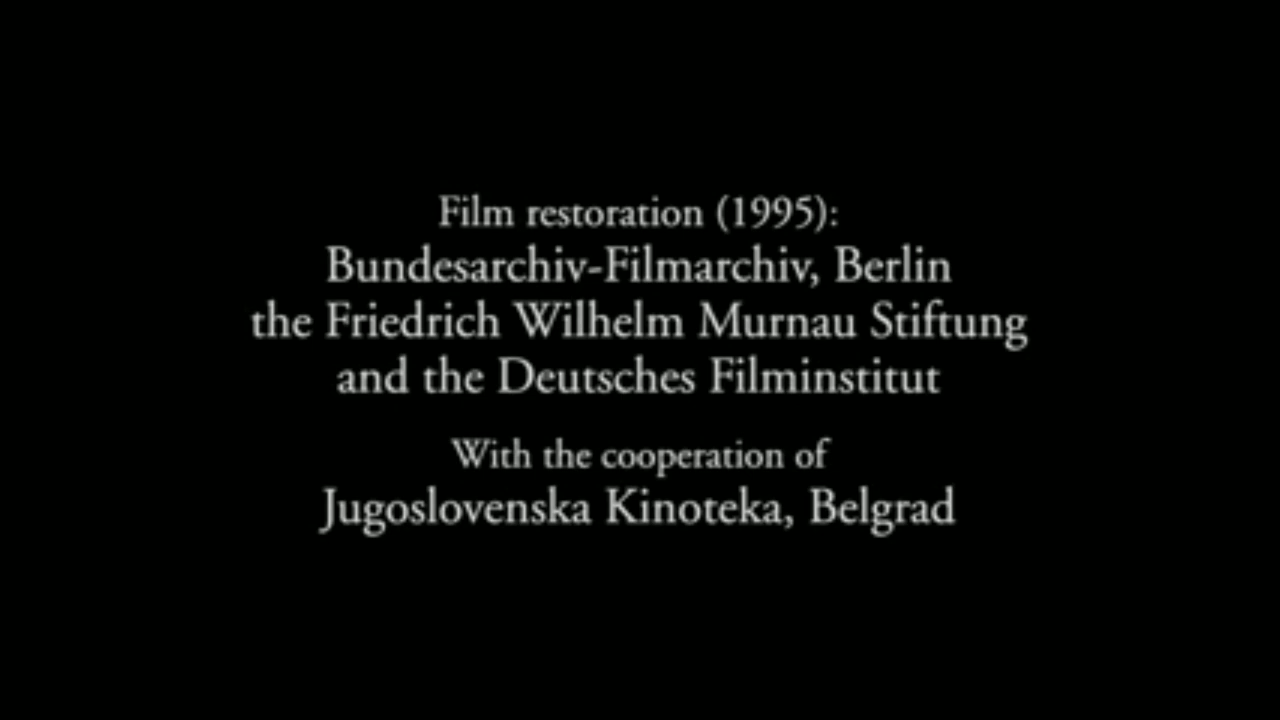 Film restoration (1995):
Bundesarchiv-Filmarchiv, Berlin
the Friedrich Wilhelm Murnau Stiftung
and the Deutsches Filminstitut
With the cooperation of
Jugoslovenska Kinoteka, Belgrad